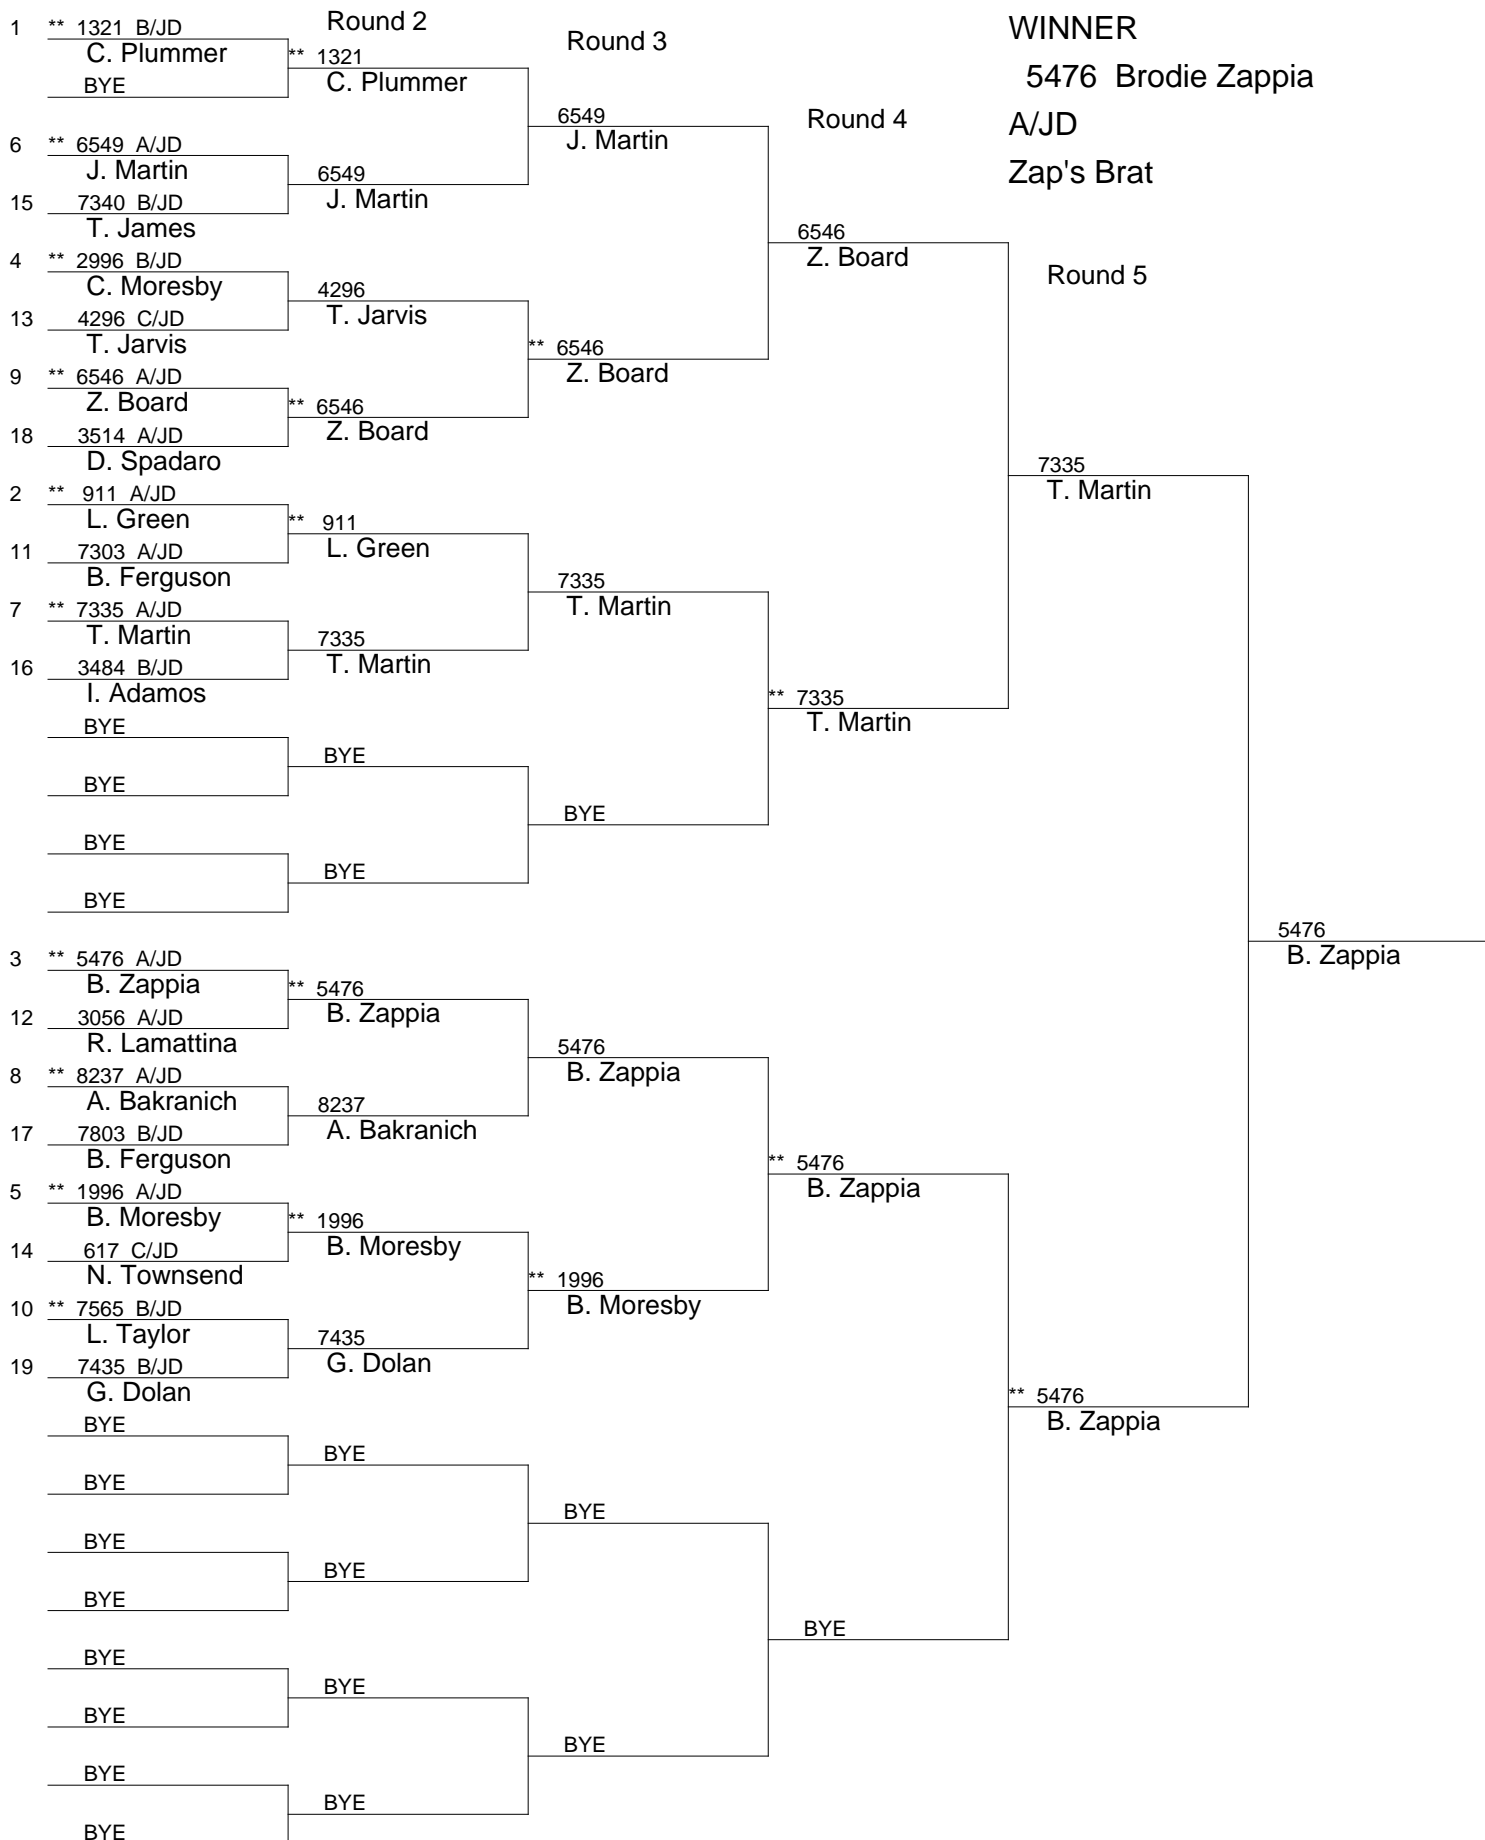 Round 2
Round 3
Round 4
Round 5
WINNER
5476 Brodie Zappia
A/JD
Zap's Brat
1 ** 1321 B/JD
C. Plummer
BYE
6 ** 6549 A/JD
J. Martin
15 7340 B/JD
T. James
4 ** 2996 B/JD
C. Moresby
13 4296 C/JD
T. Jarvis
9 ** 6546 A/JD
Z. Board
18 3514 A/JD
D. Spadaro
2 ** 911 A/JD
L. Green
11 7303 A/JD
B. Ferguson
7 ** 7335 A/JD
T. Martin
16 3484 B/JD
I. Adamos
BYE
BYE
BYE
BYE
3 ** 5476 A/JD
B. Zappia
12 3056 A/JD
R. Lamattina
8 ** 8237 A/JD
A. Bakranich
17 7803 B/JD
B. Ferguson
5 ** 1996 A/JD
B. Moresby
14 617 C/JD
N. Townsend
10 ** 7565 B/JD
L. Taylor
19 7435 B/JD
G. Dolan
BYE
BYE
BYE
BYE
BYE
BYE
BYE
BYE
** 1321
C. Plummer
6549
J. Martin
4296
T. Jarvis
** 6546
Z. Board
** 911
L. Green
7335
T. Martin
BYE
BYE
** 5476
B. Zappia
8237
A. Bakranich
** 1996
B. Moresby
7435
G. Dolan
BYE
BYE
BYE
BYE
6549
J. Martin
** 6546
Z. Board
7335
T. Martin
BYE
5476
B. Zappia
** 1996
B. Moresby
BYE
BYE
6546
Z. Board
** 7335
T. Martin
** 5476
B. Zappia
BYE
7335
T. Martin
** 5476
B. Zappia
5476
B. Zappia